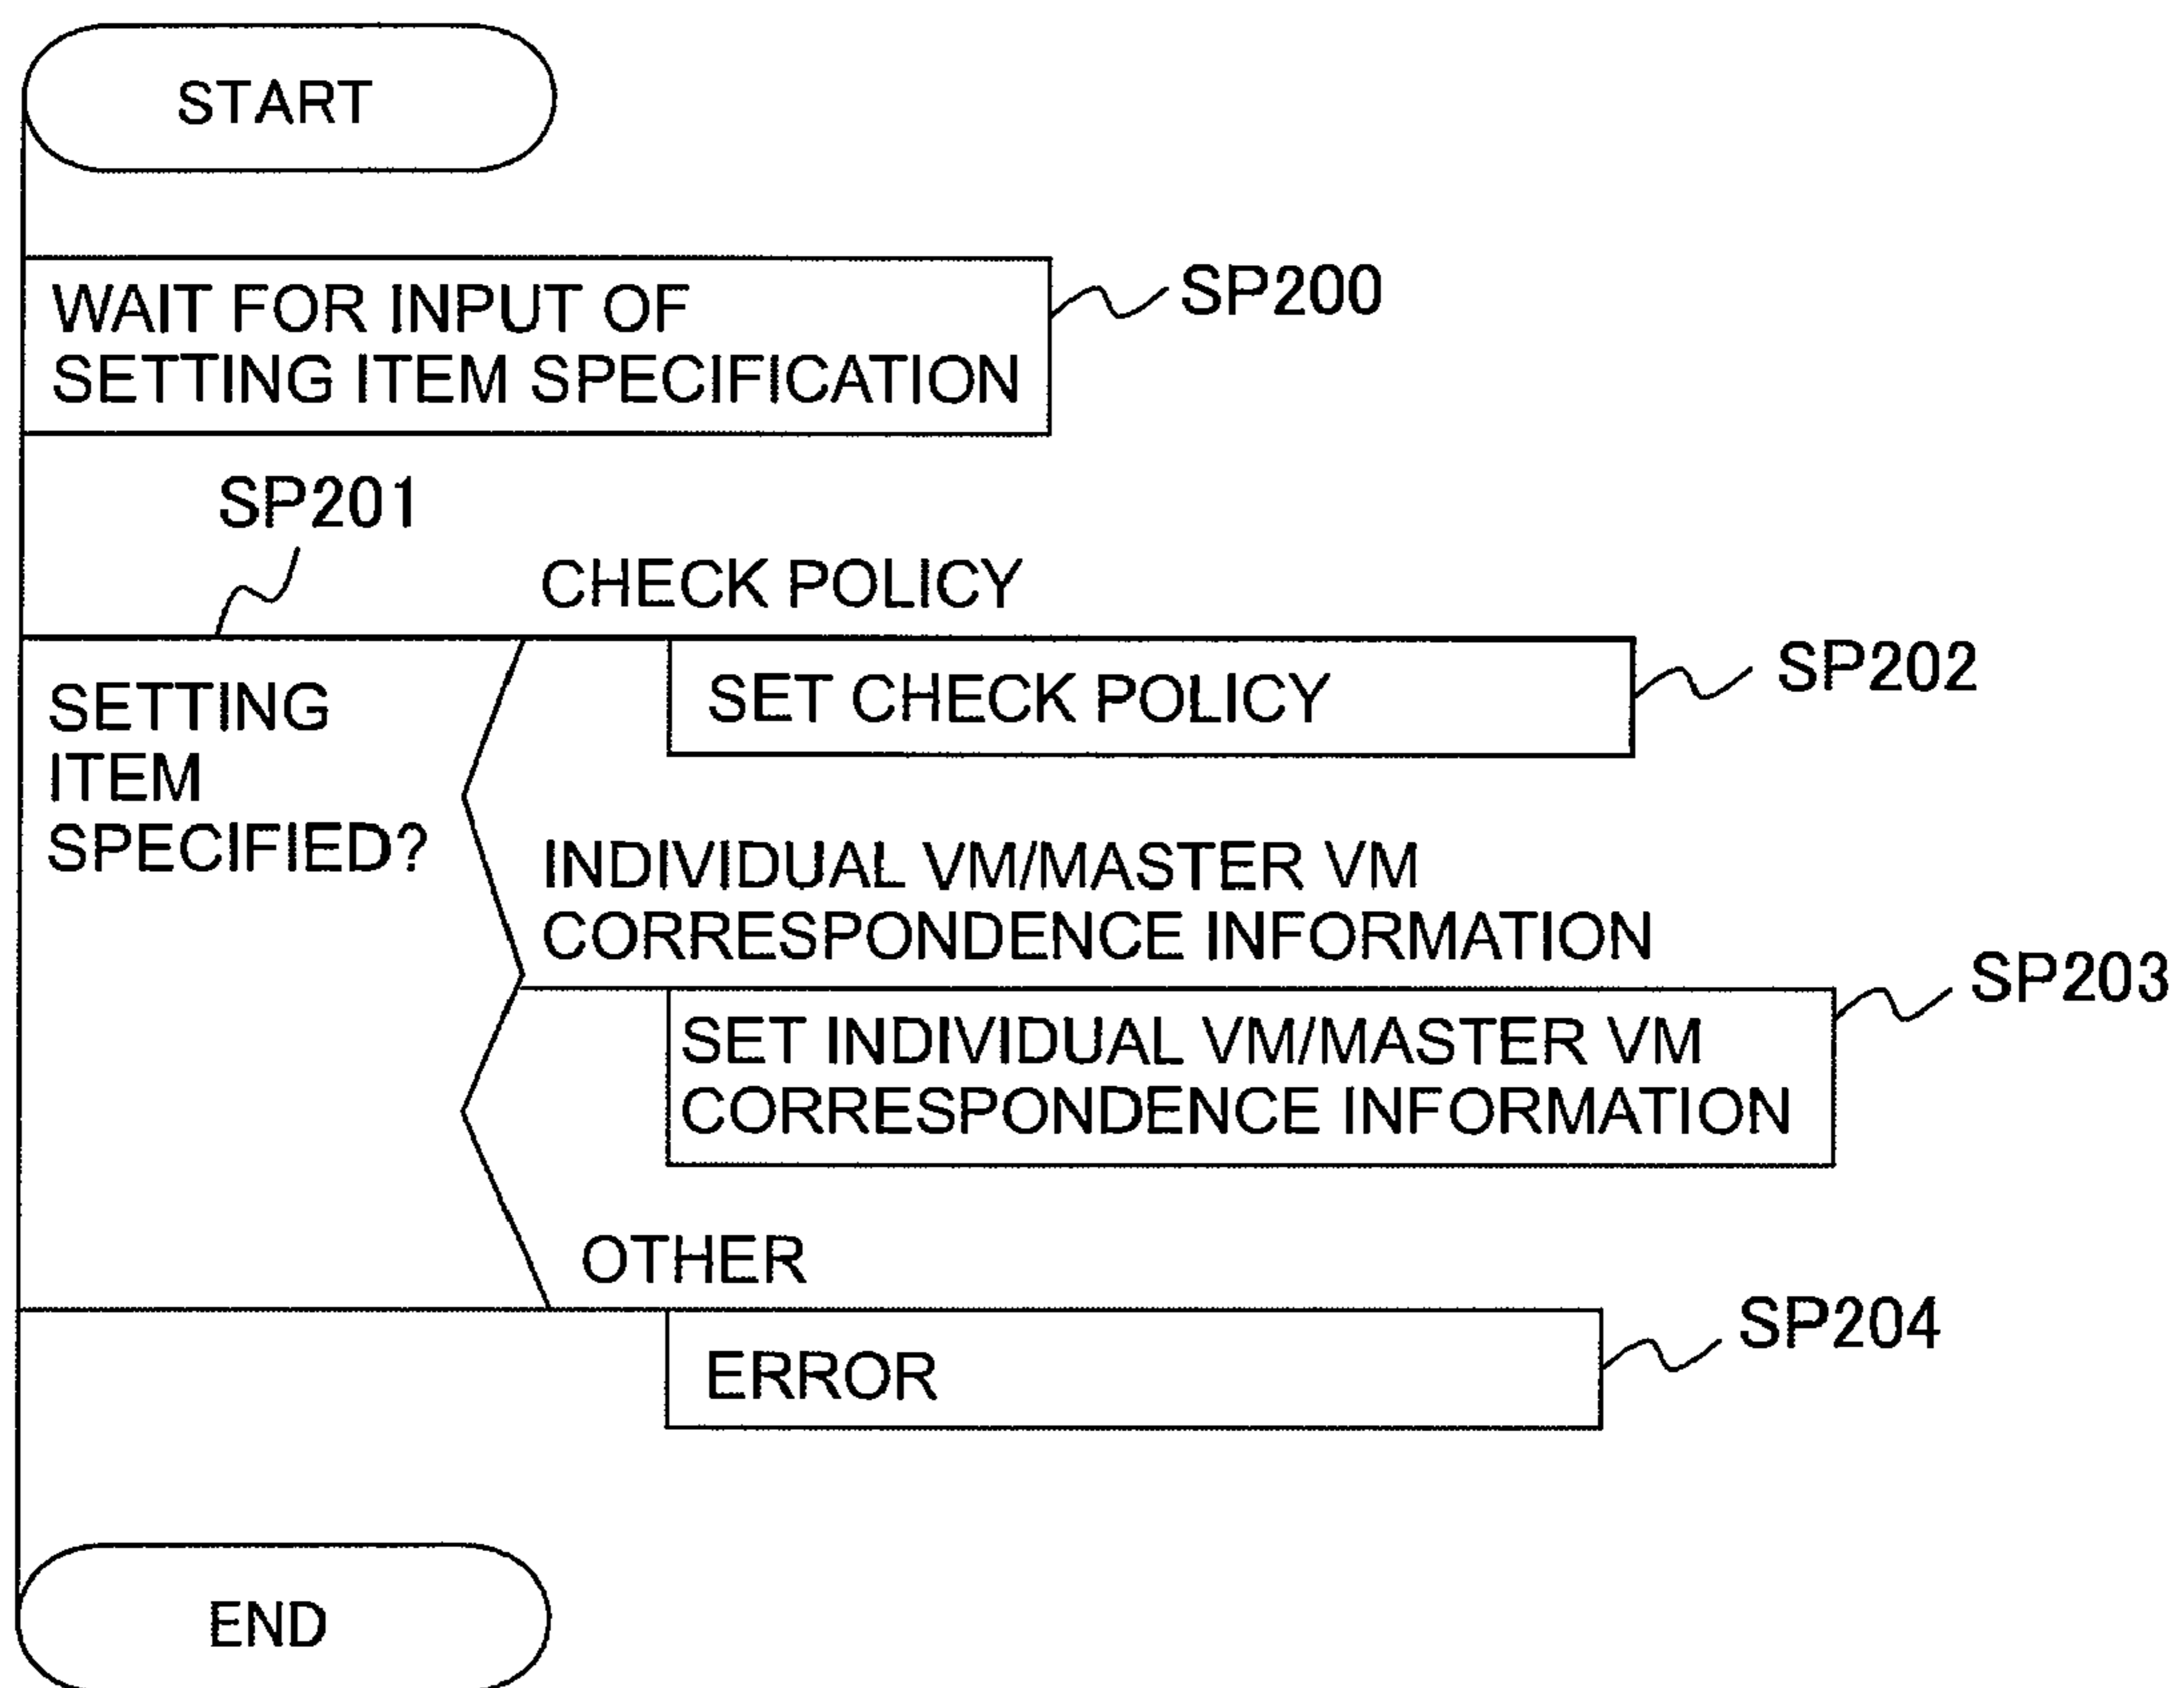 START
WAIT FOR INPUT OF
SETTING ITEM SPECIFICATION
SP200
SP201
CHECK POLICY
SETTING
ITEM
SPECIFIED?
SET CHECK POLICY
SP202
INDIVIDUAL VM/MASTER VM
CORRESPONDENCE INFORMATION
SP203
SET INDIVIDUAL VM/MASTER VM
CORRESPONDENCE INFORMATION
OTHER
SP204
ERROR
END